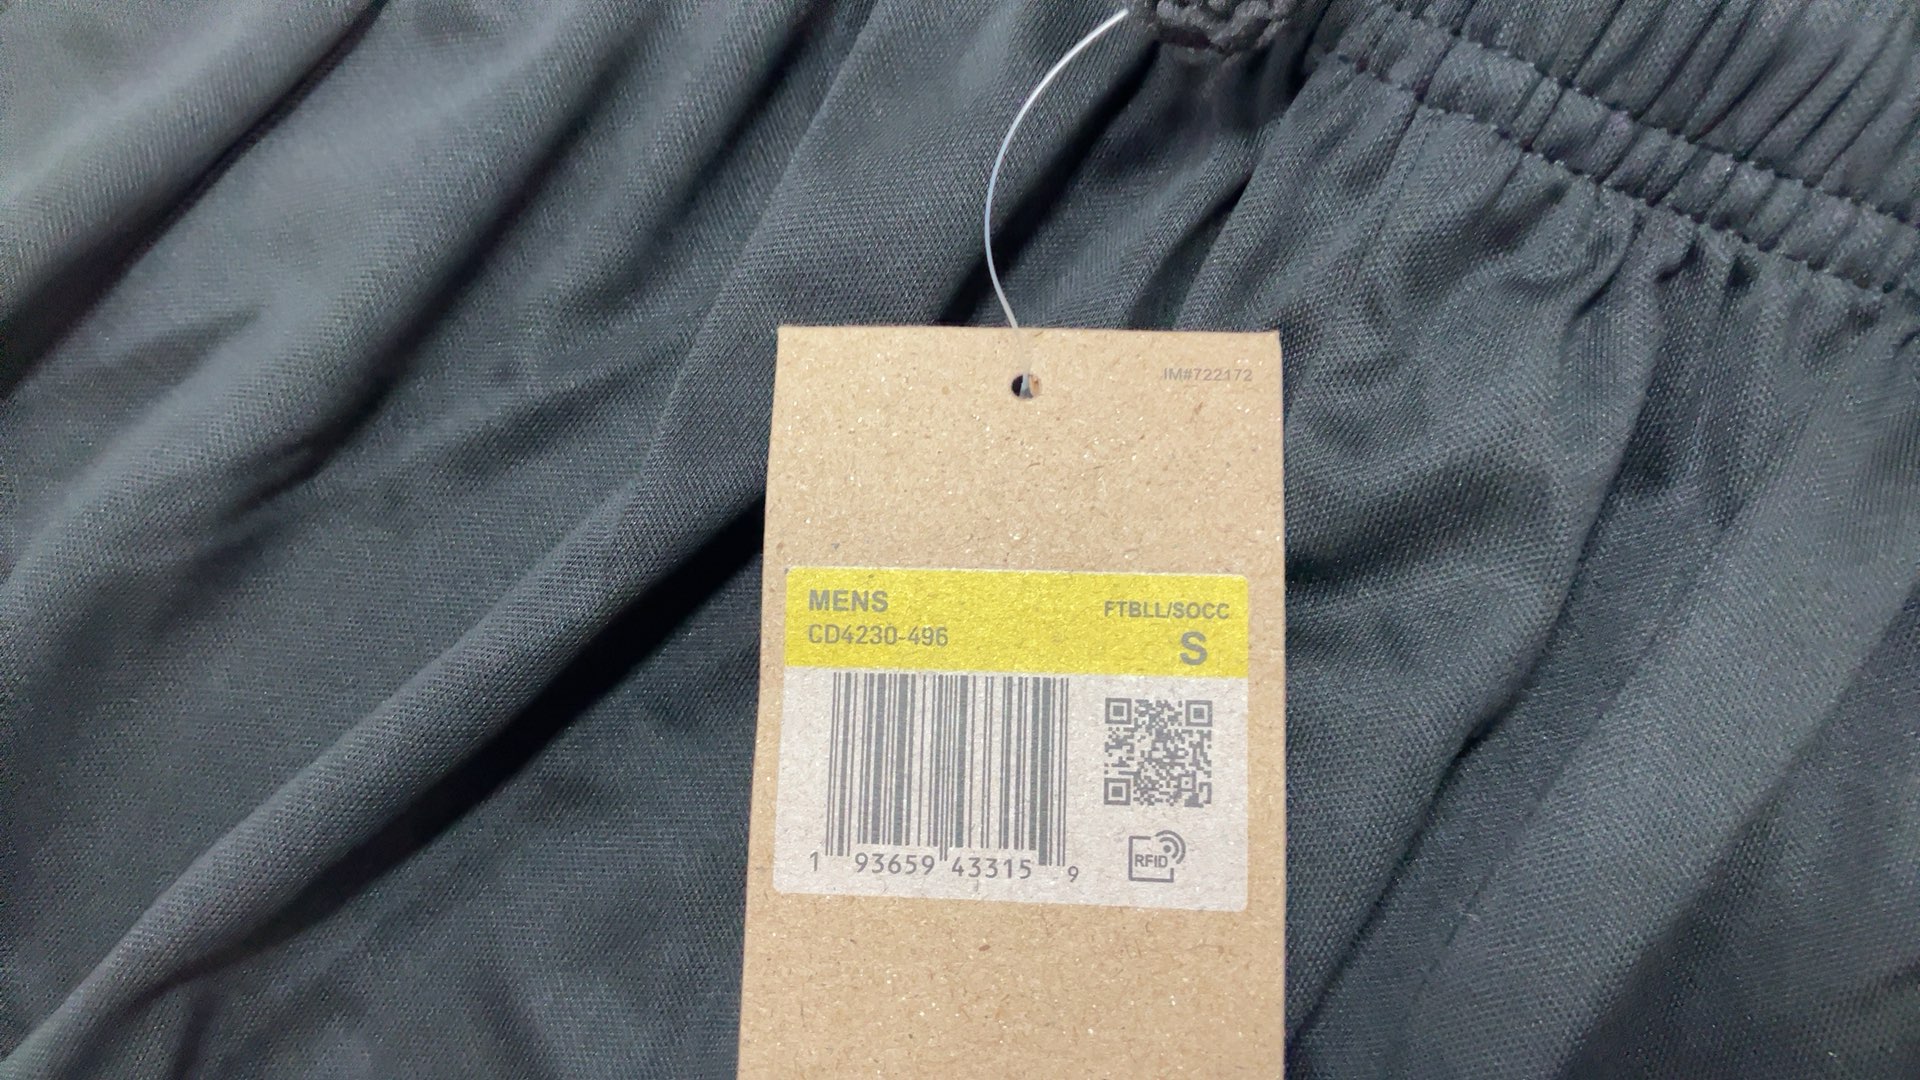 IM#722172
MENS
FTBLL/SOCC
CD4230-496
S
1 93659 43315 9
RFID